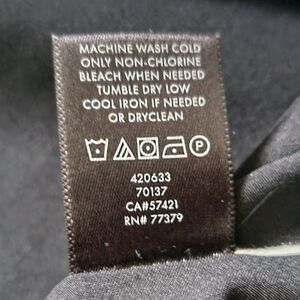 MACHINE WASH COLD
ONLY NON-CHLORINE
BLEACH WHEN NEEDED
TUMBLE DRY LOW
COOL IRON IF NEEDED
OR DRYCLEAN
P
420633
70137
CA#57421
RN# 77379